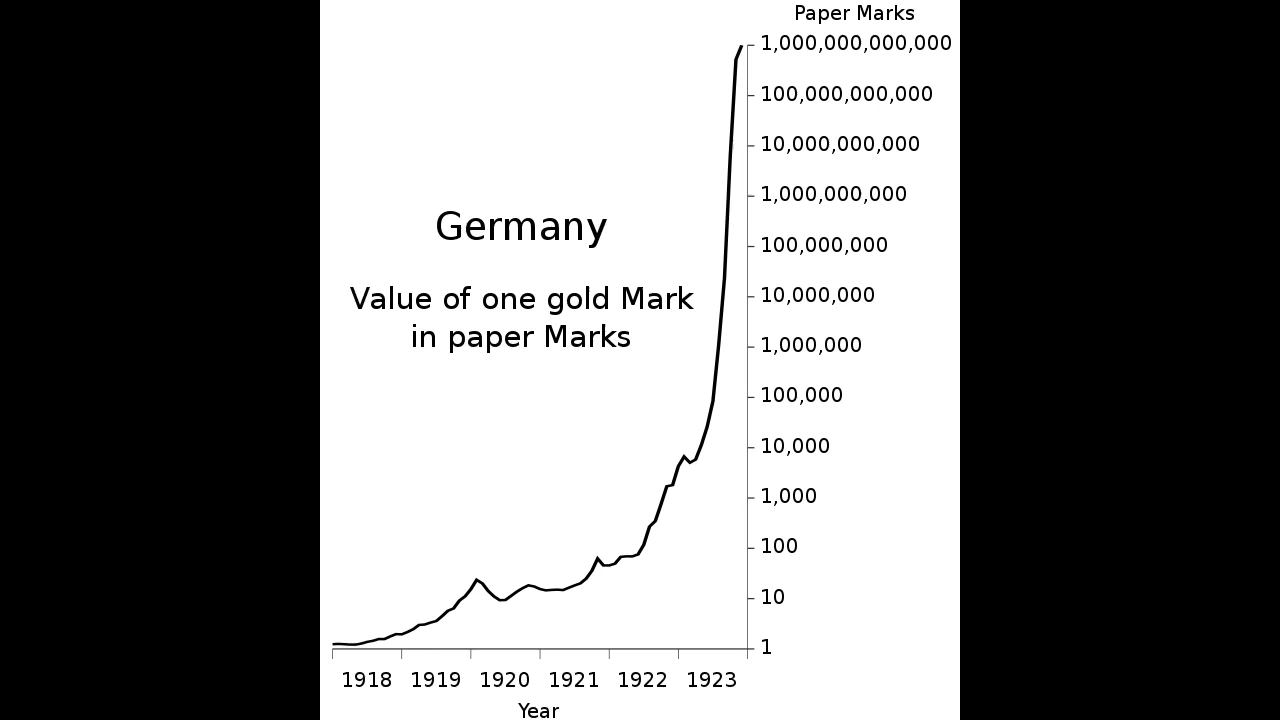 Paper Marks
1,000,000,000,000
100,000,000,000
10,000,000,000
1,000,000,000
100,000,000
10,000,000
1,000,000
100,000
10,000
1,000
100
10
1
Germany
Value of one gold Mark
in paper Marks
1918 1919 1920 1921 1922 1923
Year